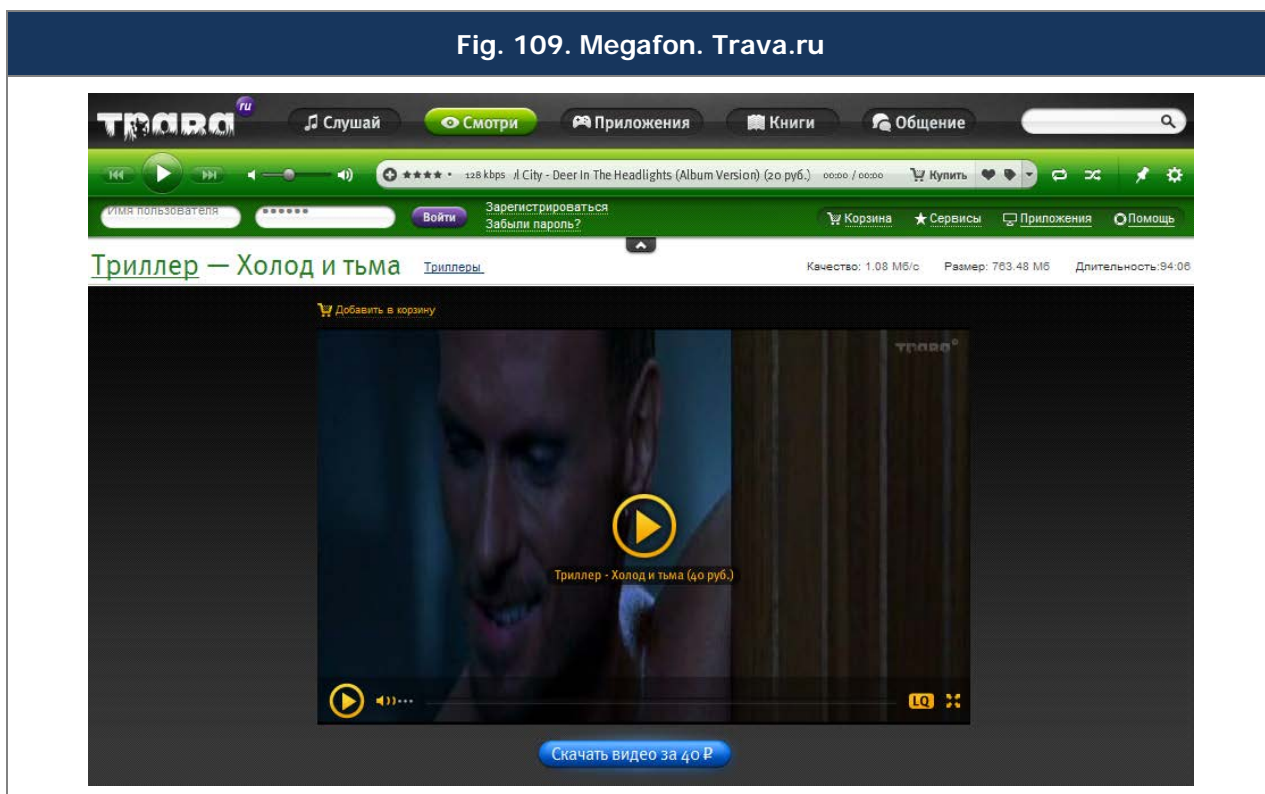 Fig. 109. Megafon. Trava.ru
трава ru Слушай Смотри Приложения Книги Общение
128 kbps л City - Deer In The Headlights (Album Version) (20 руб.) 00:00 / 00:00 Купить
Имя пользователя •••••• Войти Зарегистрироваться
Забыли пароль?
Корзина Сервисы Приложения Помощь
Триллер — Холод и тьма Триллеры Качество: 1.08 Мб/с Размер: 763.48 Мб Длительность:94:06
Добавить в корзину
трава
Триллер - Холод и тьма (40 руб.)
LQ
Скачать видео за 40 ₽